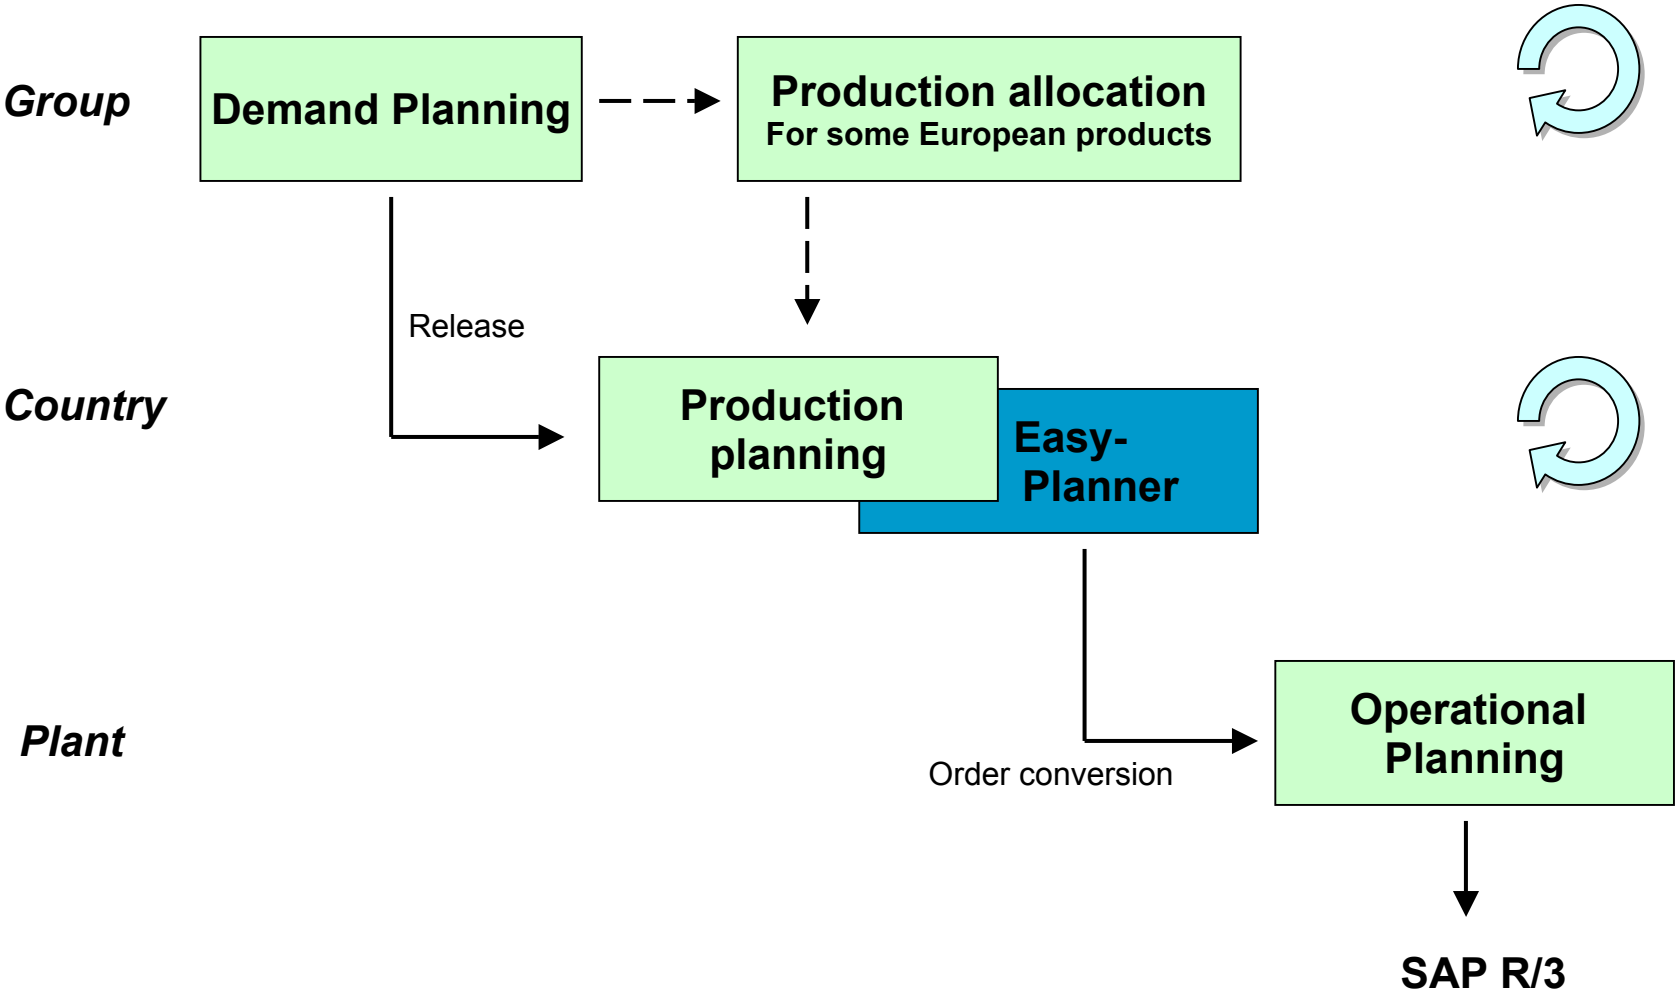 Group
Demand Planning
Production allocation
For some European products
Release
Country
Production
planning
Easy-
Planner
Plant
Operational
Planning
Order conversion
SAP R/3